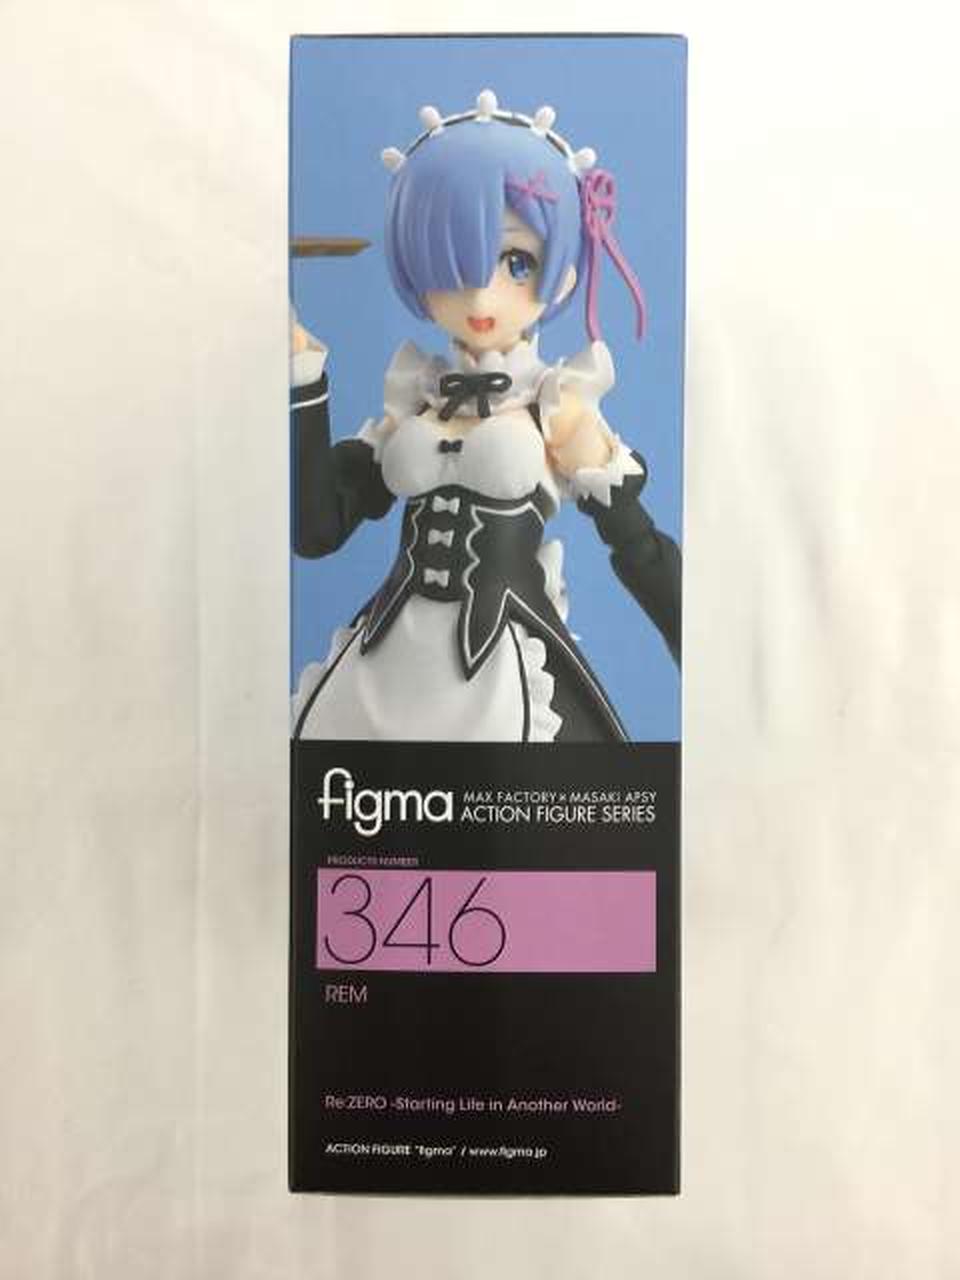 figma
MAX FACTORY × MASAKI APSY
ACTION FIGURE SERIES
PRODUCTS NUMBER
346
REM
Re:ZERO -Starting Life in Another World-
ACTION FIGURE "figma" / www.figma.jp